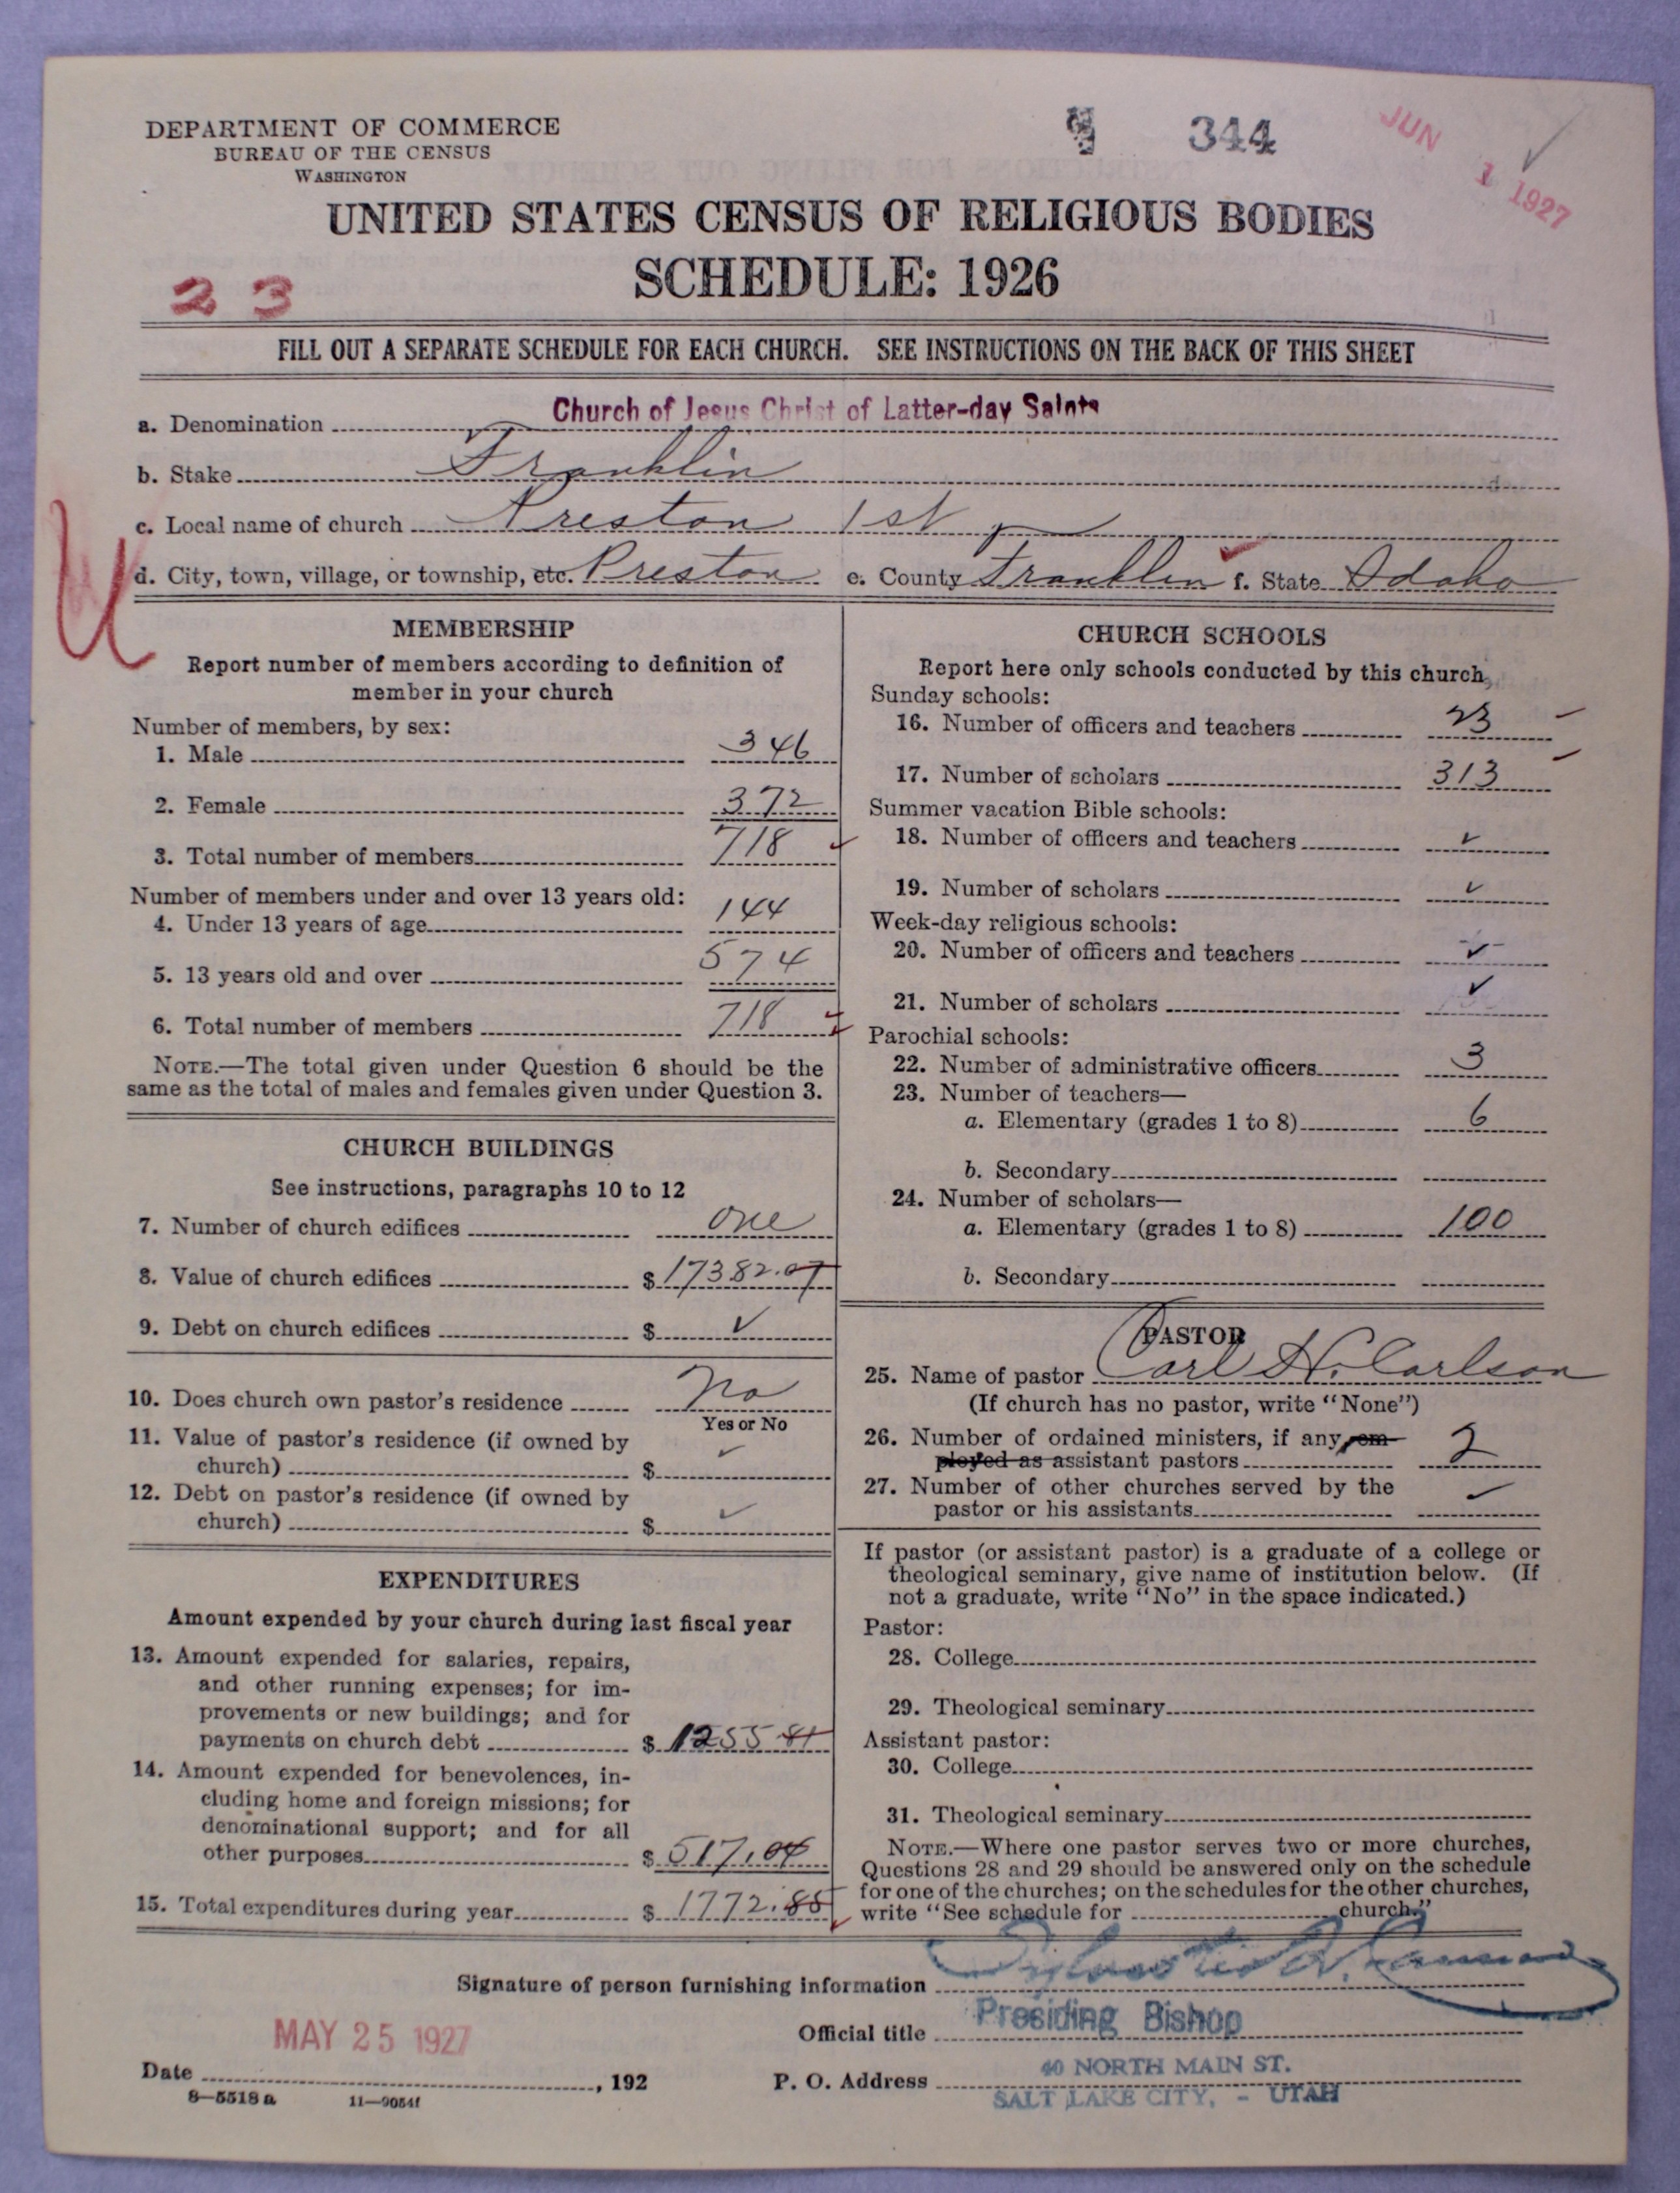 DEPARTMENT OF COMMERCE
BUREAU OF THE CENSUS
WASHINGTON
344
JUN 1 1927
UNITED STATES CENSUS OF RELIGIOUS BODIES
SCHEDULE: 1926
23
FILL OUT A SEPARATE SCHEDULE FOR EACH CHURCH. SEE INSTRUCTIONS ON THE BACK OF THIS SHEET
a. Denomination Church of Jesus Christ of Latter-day Saints
b. Stake Franklin
c. Local name of church Preston 1st
d. City, town, village, or township, etc. Preston e. County Franklin f. State Idaho
MEMBERSHIP
Report number of members according to definition of
member in your church
Number of members, by sex:
1. Male 346
2. Female 372
3. Total number of members 718
Number of members under and over 13 years old:
4. Under 13 years of age 144
5. 13 years old and over 574
6. Total number of members 718
NOTE.—The total given under Question 6 should be the
same as the total of males and females given under Question 3.
CHURCH BUILDINGS
See instructions, paragraphs 10 to 12
7. Number of church edifices one
8. Value of church edifices $ 17382.07
9. Debt on church edifices $ ✓
10. Does church own pastor's residence No
Yes or No
11. Value of pastor's residence (if owned by
church) $ ✓
12. Debt on pastor's residence (if owned by
church) $ ✓
EXPENDITURES
Amount expended by your church during last fiscal year
13. Amount expended for salaries, repairs,
and other running expenses; for im-
provements or new buildings; and for
payments on church debt $ 1255 81
14. Amount expended for benevolences, in-
cluding home and foreign missions; for
denominational support; and for all
other purposes $ 517.04
15. Total expenditures during year $ 1772.85
CHURCH SCHOOLS
Report here only schools conducted by this church
Sunday schools:
16. Number of officers and teachers 23
17. Number of scholars 313
Summer vacation Bible schools:
18. Number of officers and teachers ✓
19. Number of scholars ✓
Week-day religious schools:
20. Number of officers and teachers ✓
21. Number of scholars ✓
Parochial schools:
22. Number of administrative officers 3
23. Number of teachers—
a. Elementary (grades 1 to 8) 6
b. Secondary
24. Number of scholars—
a. Elementary (grades 1 to 8) 100
b. Secondary
PASTOR
25. Name of pastor Carl H. Carlson
(If church has no pastor, write "None")
26. Number of ordained ministers, if any, em-
ployed as assistant pastors 2
27. Number of other churches served by the
pastor or his assistants ✓
If pastor (or assistant pastor) is a graduate of a college or
theological seminary, give name of institution below. (If
not a graduate, write "No" in the space indicated.)
Pastor:
28. College
29. Theological seminary
Assistant pastor:
30. College
31. Theological seminary
NOTE.—Where one pastor serves two or more churches,
Questions 28 and 29 should be answered only on the schedule
for one of the churches; on the schedules for the other churches,
write "See schedule for church."
Signature of person furnishing information
Official title Presiding Bishop
MAY 25 1927
Date , 192
P. O. Address 40 NORTH MAIN ST.
SALT LAKE CITY, - UTAH
8—5518a 11—9054f